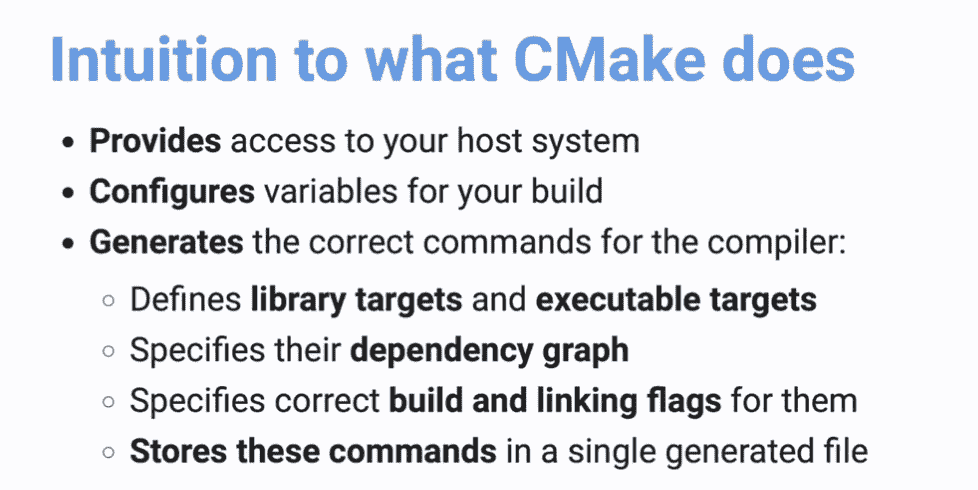 Intuition to what CMake does
• Provides access to your host system
• Configures variables for your build
• Generates the correct commands for the compiler:
○ Defines library targets and executable targets
○ Specifies their dependency graph
○ Specifies correct build and linking flags for them
○ Stores these commands in a single generated file